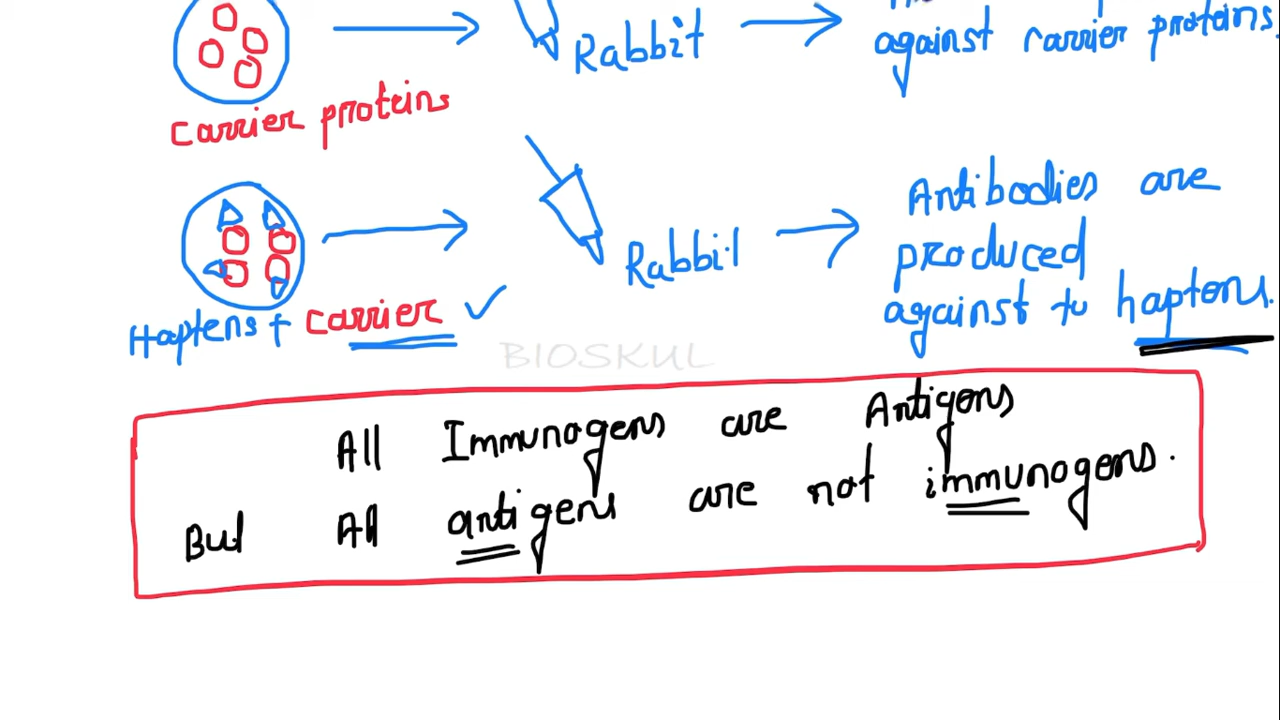 Rabbit
against carrier proteins.
Carrier proteins
Antibodies are
produced
against to haptens.
Rabbit
Haptens + carrier ✓
BIOSKUL
All Immunogens are Antigens
But All antigens are not immunogens.